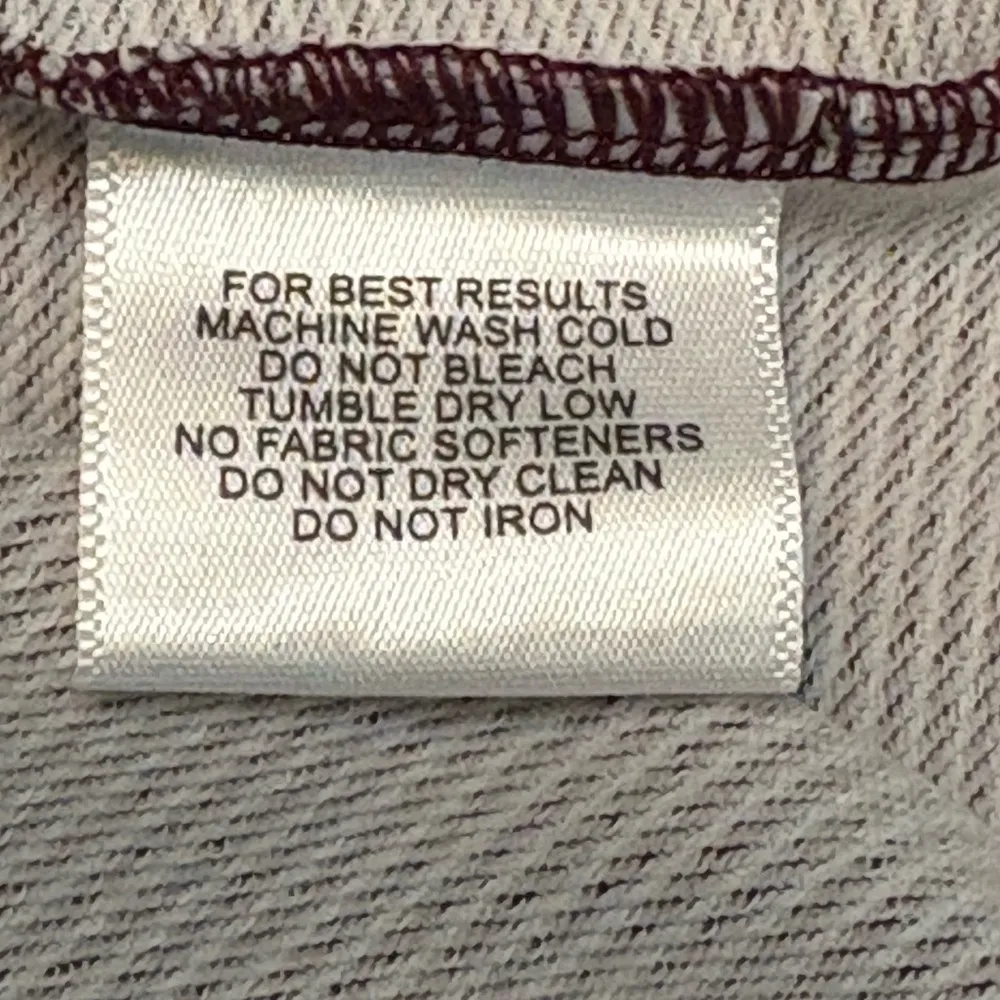 FOR BEST RESULTS
MACHINE WASH COLD
DO NOT BLEACH
TUMBLE DRY LOW
NO FABRIC SOFTENERS
DO NOT DRY CLEAN
DO NOT IRON